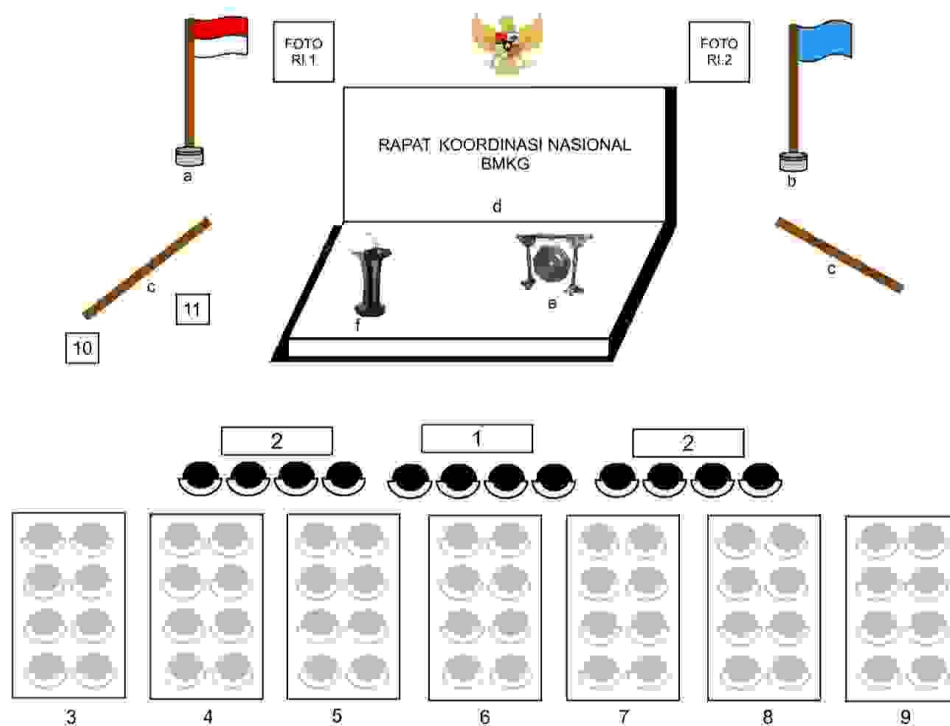 FOTO
RI.1
FOTO
RI.2
RAPAT KOORDINASI NASIONAL
BMKG
a
b
d
c
c
e
f
11
10
2
1
2
3
4
5
6
7
8
9